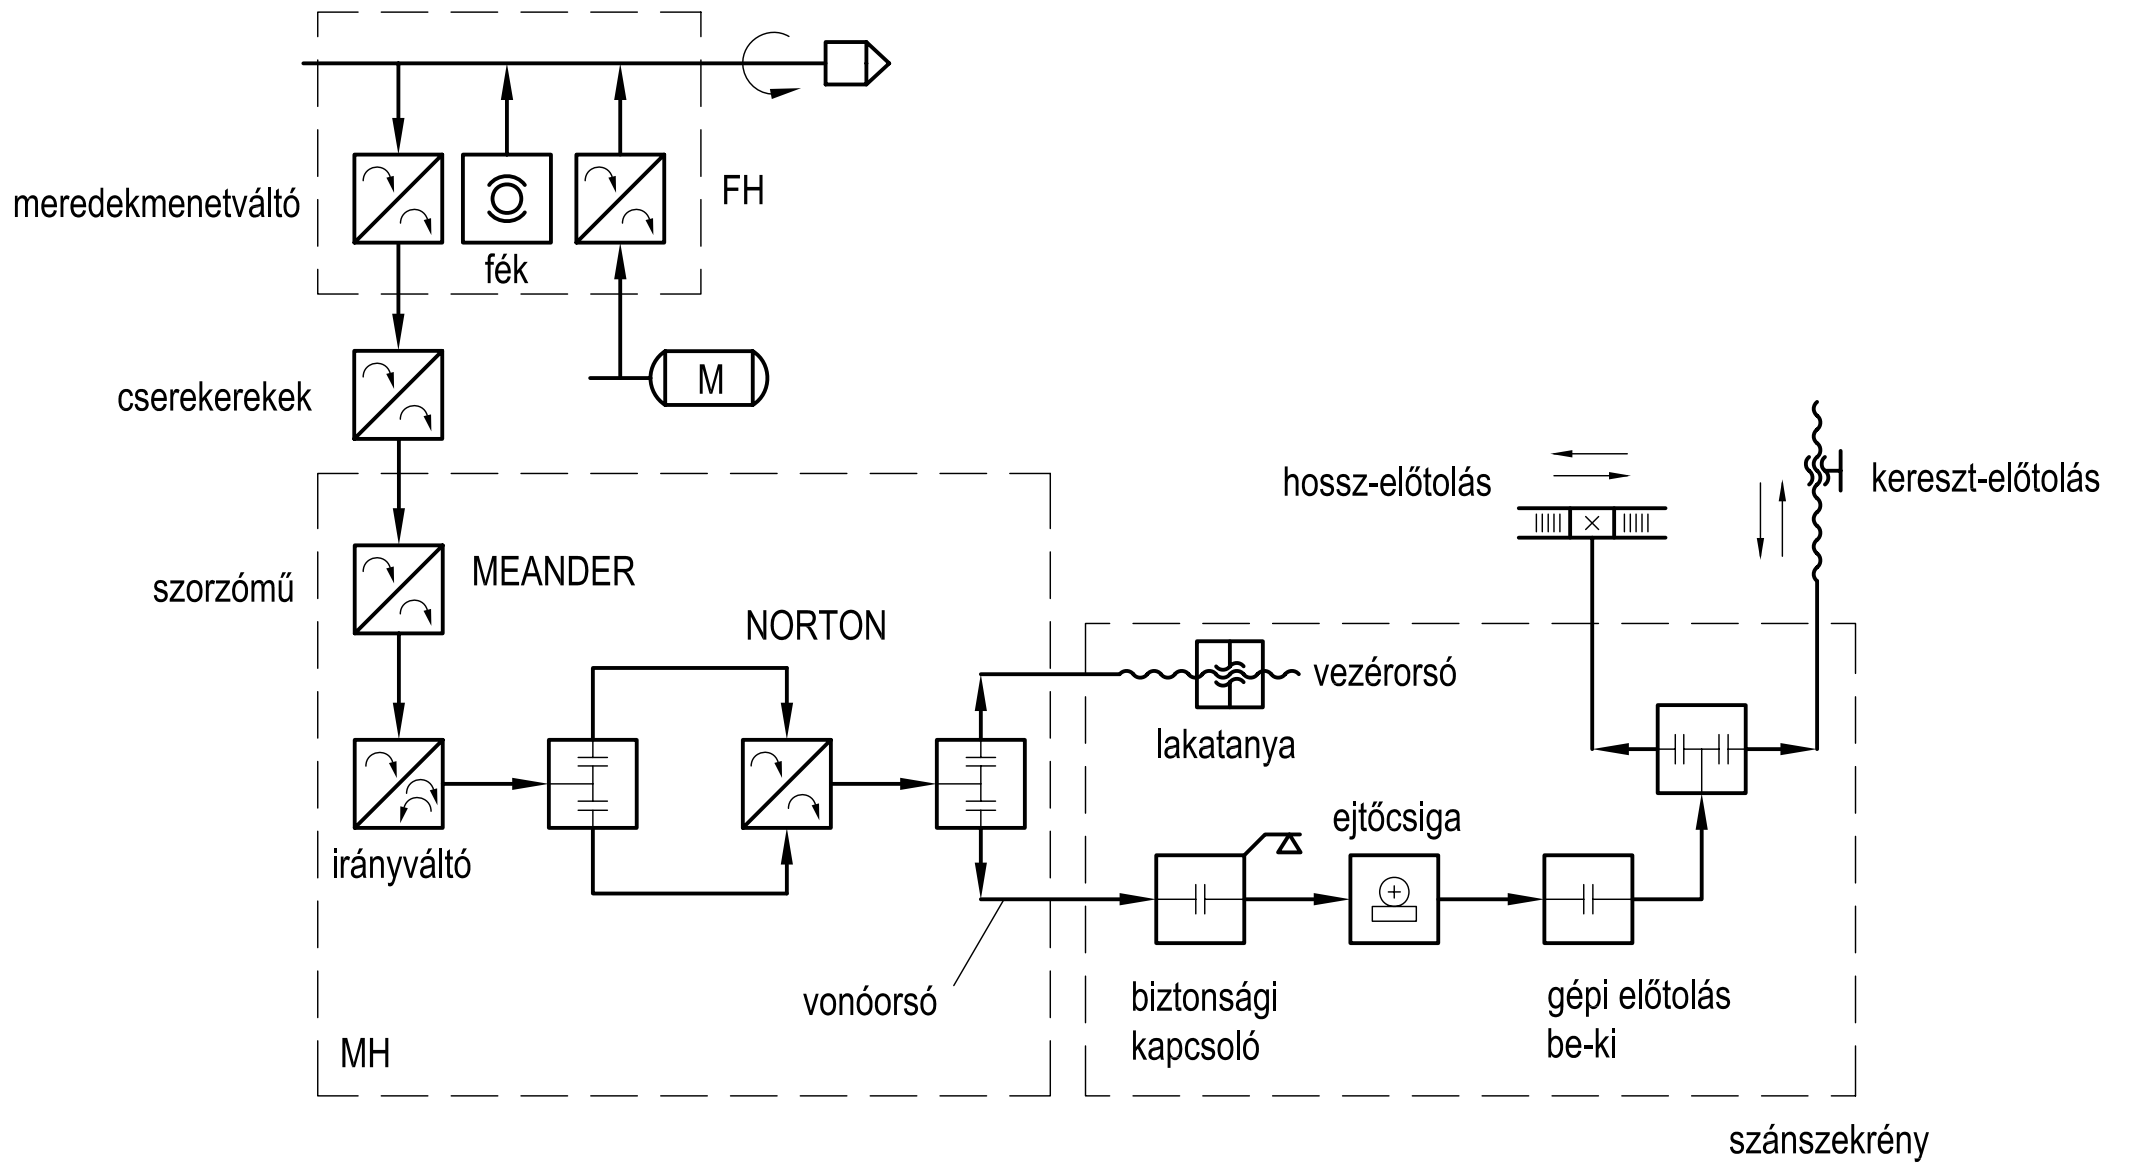 meredekmenetváltó
fék
FH
cserekerekek
M
szorzómű
MEANDER
NORTON
irányváltó
vonóorsó
MH
hossz-előtolás
kereszt-előtolás
vezérorsó
lakatanya
ejtőcsiga
biztonsági
kapcsoló
gépi előtolás
be-ki
szánszekrény